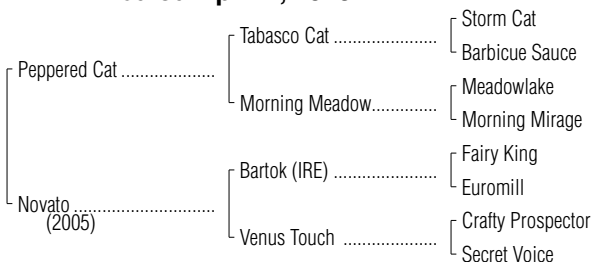 Storm Cat
Tabasco Cat ....................
Barbicue Sauce
Peppered Cat ..................
Meadowlake
Morning Meadow.............
Morning Mirage
Fairy King
Bartok (IRE) ....................
Euromill
Novato ...........................
(2005)
Crafty Prospector
Venus Touch ..................
Secret Voice